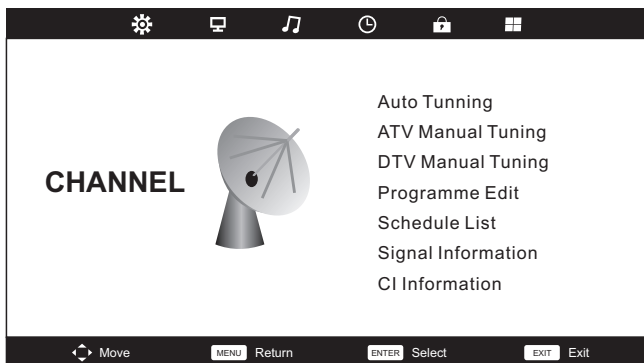 CHANNEL
Auto Tunning
ATV Manual Tuning
DTV Manual Tuning
Programme Edit
Schedule List
Signal Information
CI Information
Move MENU Return ENTER Select EXIT Exit